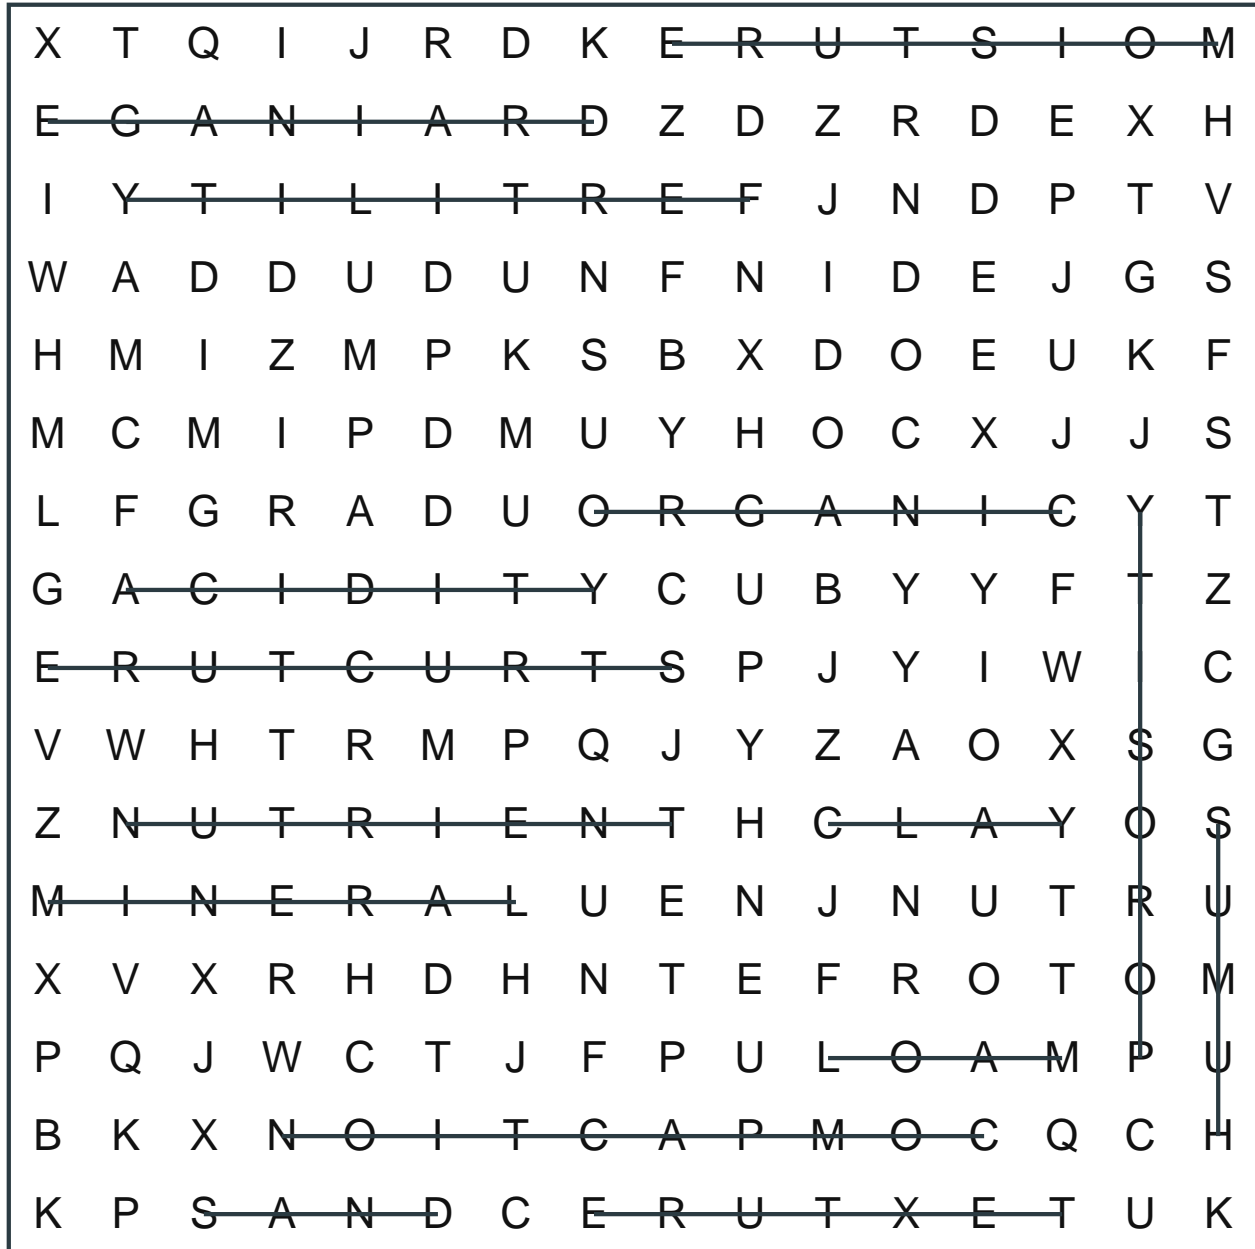 X T Q I J R D K E R U T S I O M
E G A N I A R D Z D Z R D E X H
I Y T I L I T R E F J N D P T V
W A D D U D U N F N I D E J G S
H M I Z M P K S B X D O E U K F
M C M I P D M U Y H O C X J J S
L F G R A D U O R G A N I C Y T
G A C I D I T Y C U B Y Y F T Z
E R U T C U R T S P J Y I W I C
V W H T R M P Q J Y Z A O X S G
Z N U T R I E N T H C L A Y O S
M I N E R A L U E N J N U T R U
X V X R H D H N T E F R O T O M
P Q J W C T J F P U L O A M P U
B K X N O I T C A P M O C Q C H
K P S A N D C E R U T X E T U K